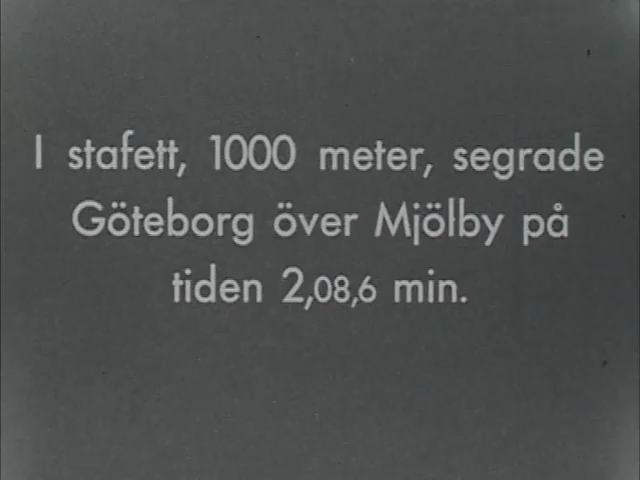 I stafett, 1000 meter, segrade
Göteborg över Mjölby på
tiden 2,08,6 min.